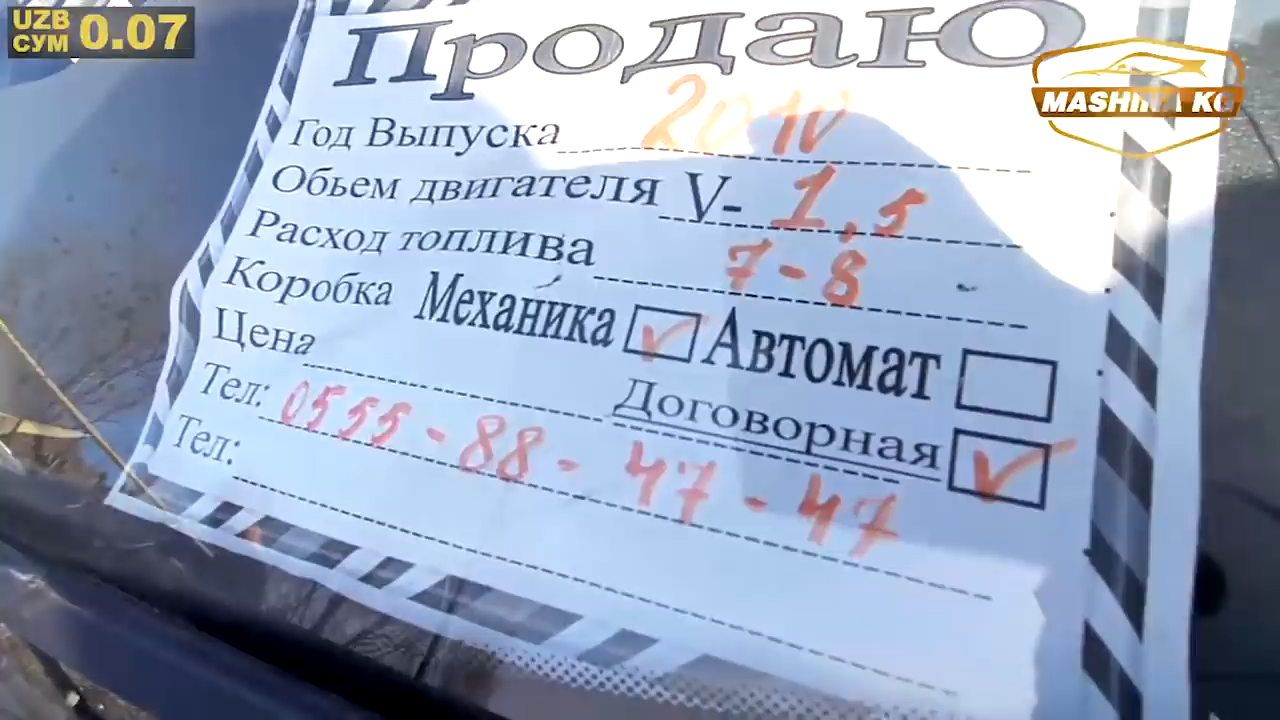 UZB
СУМ 0.07
MASHINA KG
Продаю
Год Выпуска 2010
Обьем двигателя V- 1,5
Расход топлива 7-8
Коробка Механика Автомат
Цена
Договорная
Тел: 0555-88-47-47
Тел: